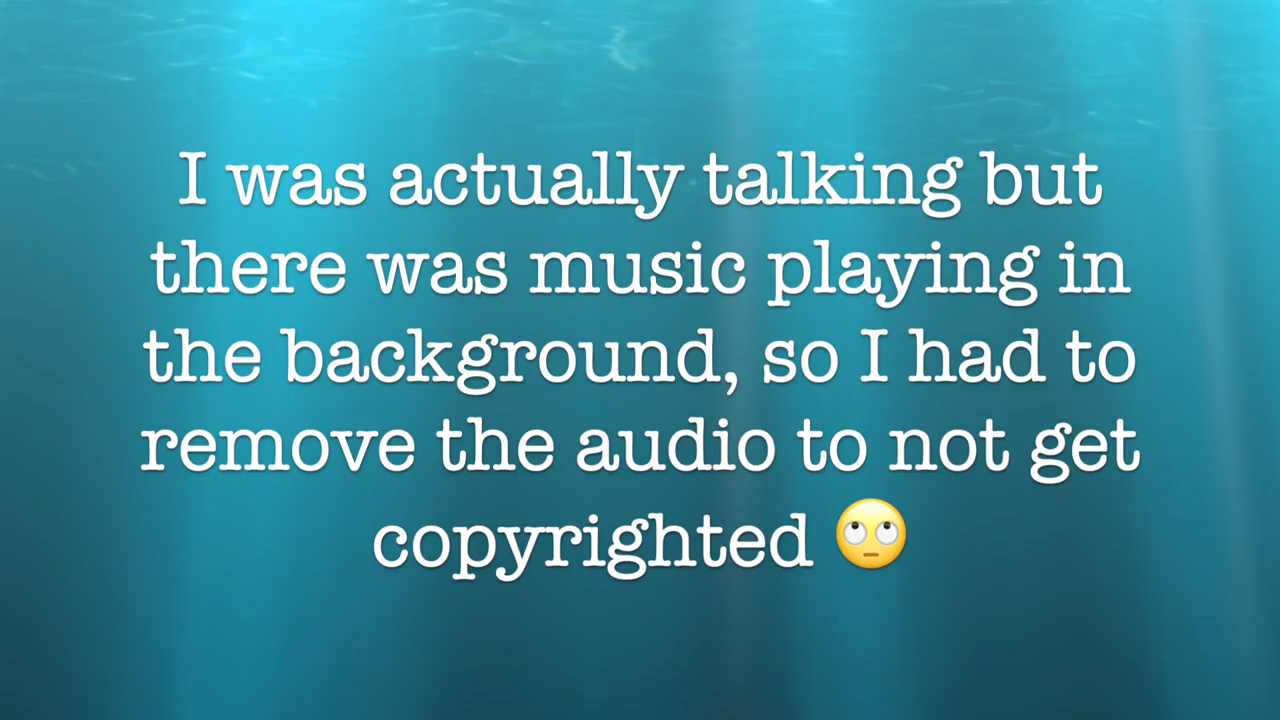 I was actually talking but
there was music playing in
the background, so I had to
remove the audio to not get
copyrighted 🙄